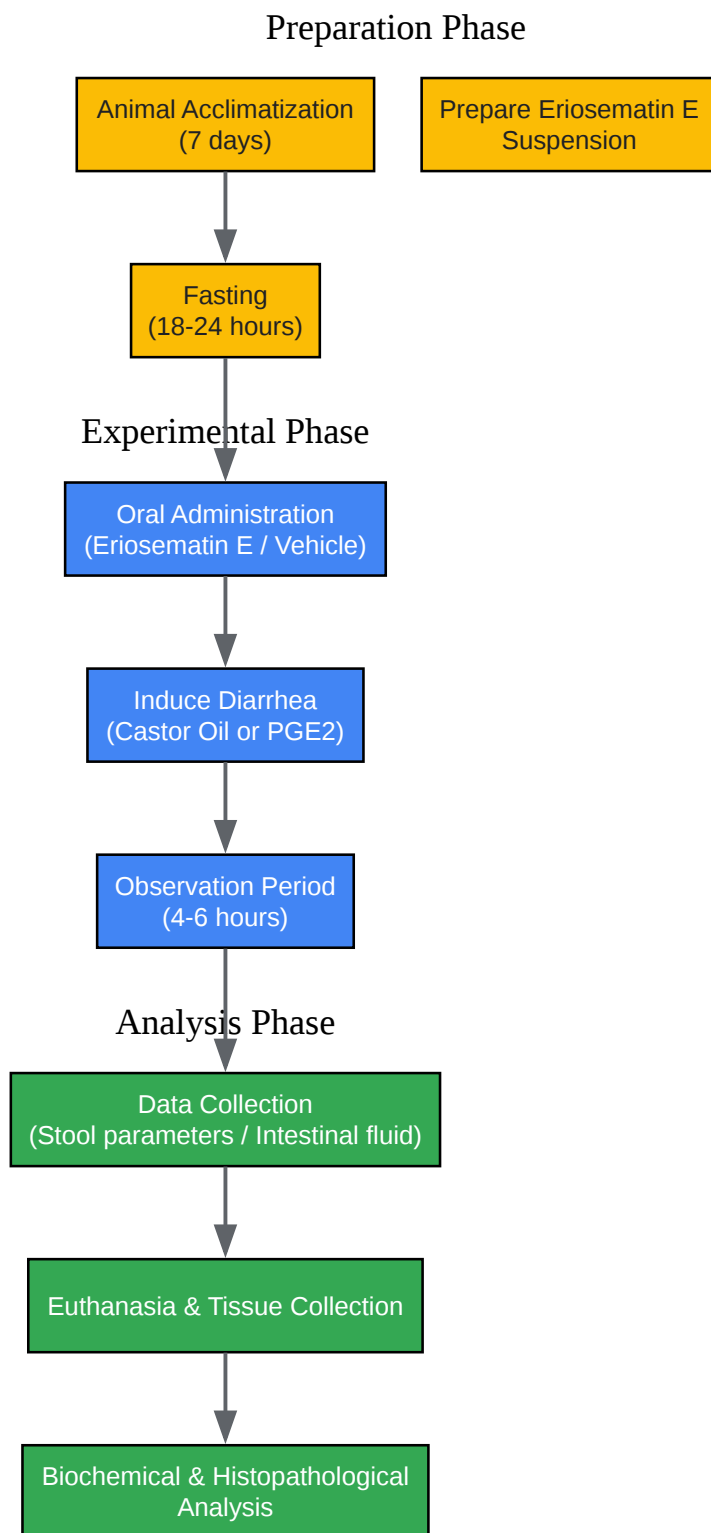 Preparation Phase
Animal Acclimatization
(7 days)
Prepare Eriosematin E
Suspension
Fasting
(18-24 hours)
Experimental Phase
Oral Administration
(Eriosematin E / Vehicle)
Induce Diarrhea
(Castor Oil or PGE2)
Observation Period
(4-6 hours)
Analysis Phase
Data Collection
(Stool parameters / Intestinal fluid)
Euthanasia & Tissue Collection
Biochemical & Histopathological
Analysis